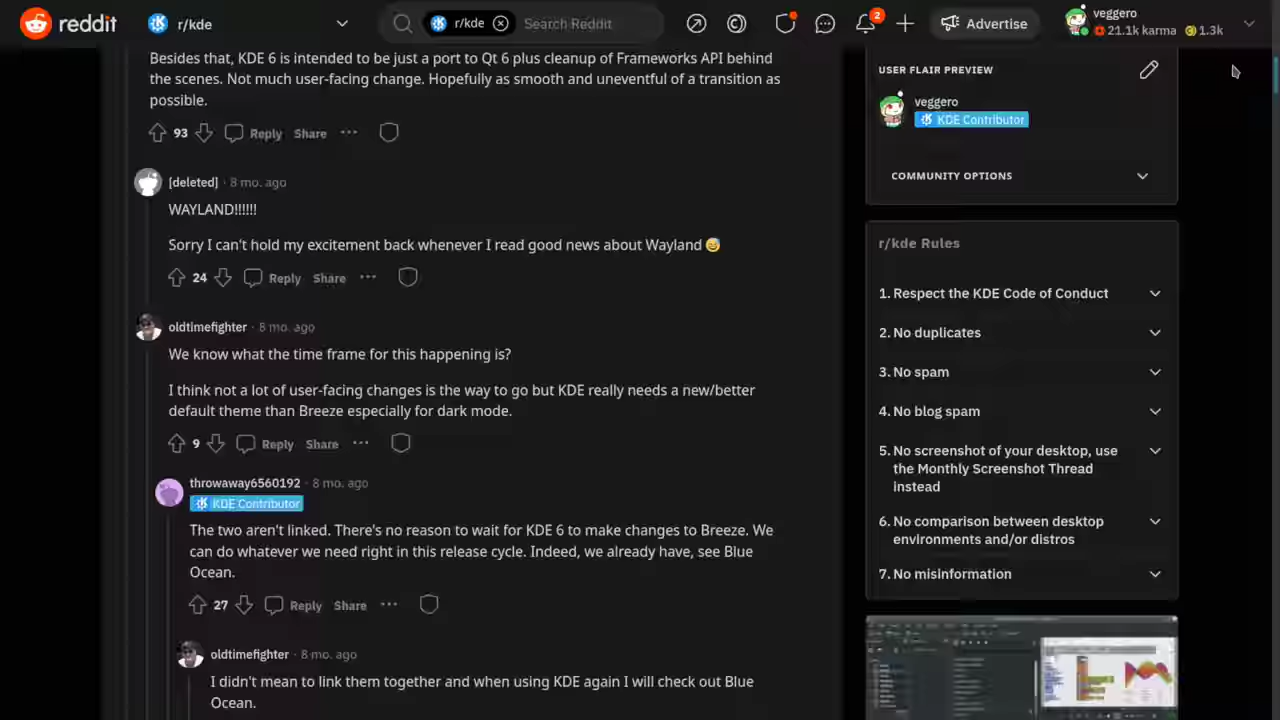 reddit
r/kde
r/kde
Search Reddit
2
Advertise
veggero
21.1k karma
1.3k
Besides that, KDE 6 is intended to be just a port to Qt 6 plus cleanup of Frameworks API behind
the scenes. Not much user-facing change. Hopefully as smooth and uneventful of a transition as
possible.
93
Reply
Share
[deleted] · 8 mo. ago
WAYLAND!!!!!!
Sorry I can't hold my excitement back whenever I read good news about Wayland 😅
24
Reply
Share
oldtimefighter · 8 mo. ago
We know what the time frame for this happening is?
I think not a lot of user-facing changes is the way to go but KDE really needs a new/better
default theme than Breeze especially for dark mode.
9
Reply
Share
throwaway6560192 · 8 mo. ago
KDE Contributor
The two aren't linked. There's no reason to wait for KDE 6 to make changes to Breeze. We
can do whatever we need right in this release cycle. Indeed, we already have, see Blue
Ocean.
27
Reply
Share
oldtimefighter · 8 mo. ago
I didn't mean to link them together and when using KDE again I will check out Blue
Ocean.
USER FLAIR PREVIEW
veggero
KDE Contributor
COMMUNITY OPTIONS
r/kde Rules
1. Respect the KDE Code of Conduct
2. No duplicates
3. No spam
4. No blog spam
5. No screenshot of your desktop, use
the Monthly Screenshot Thread
instead
6. No comparison between desktop
environments and/or distros
7. No misinformation